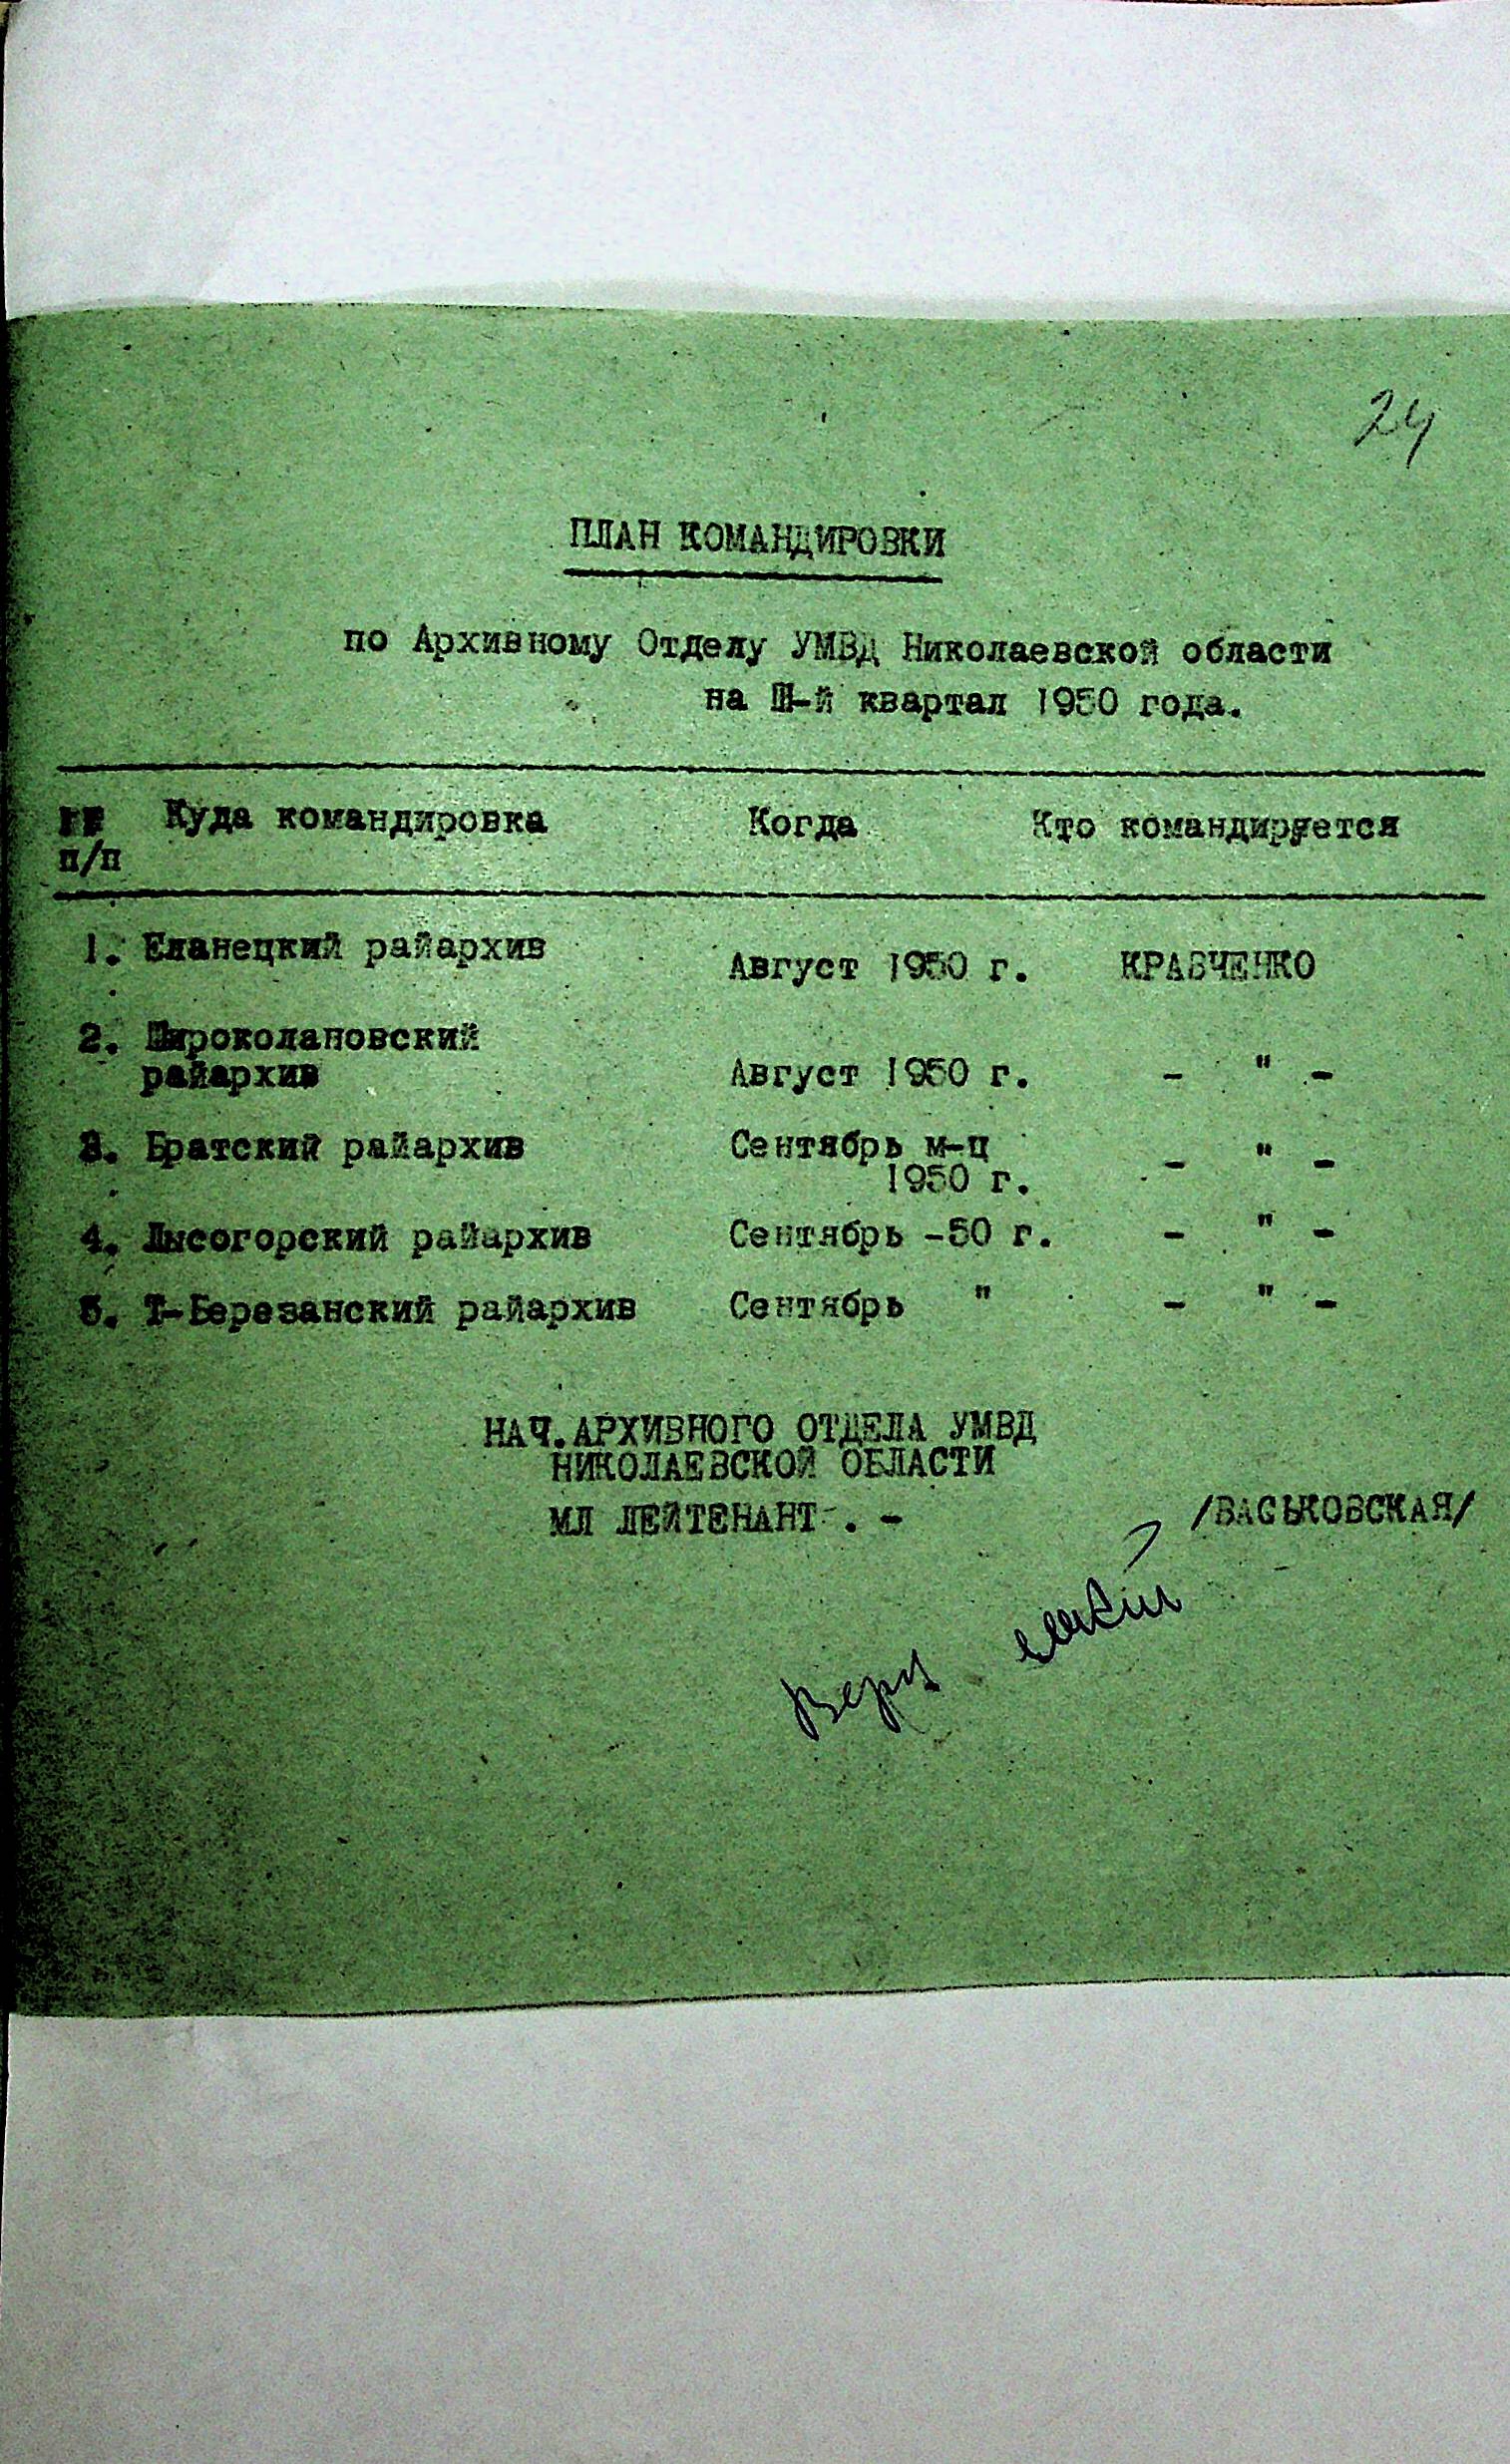 24
ПЛАН КОМАНДИРОВКИ
по Архивному Отделу УМВД Николаевской области
на Ш-й квартал 1950 года.
Куда командировка Когда Кто командируется
п/п
1. Еланецкий райархив Август 1950 г. КРАВЧЕНКО
2. Широколановский
райархив Август 1950 г. - " -
3. Братский райархив Сентябрь м-ц - " -
1950 г.
4. Лысогорский райархив Сентябрь -50 г. - " -
5. Т-Березанский райархив Сентябрь " - " -
НАЧ.АРХИВНОГО ОТДЕЛА УМВД
НИКОЛАЕВСКОЙ ОБЛАСТИ
МЛ ЛЕЙТЕНАНТ . - /ВАСЬКОВСКАЯ/